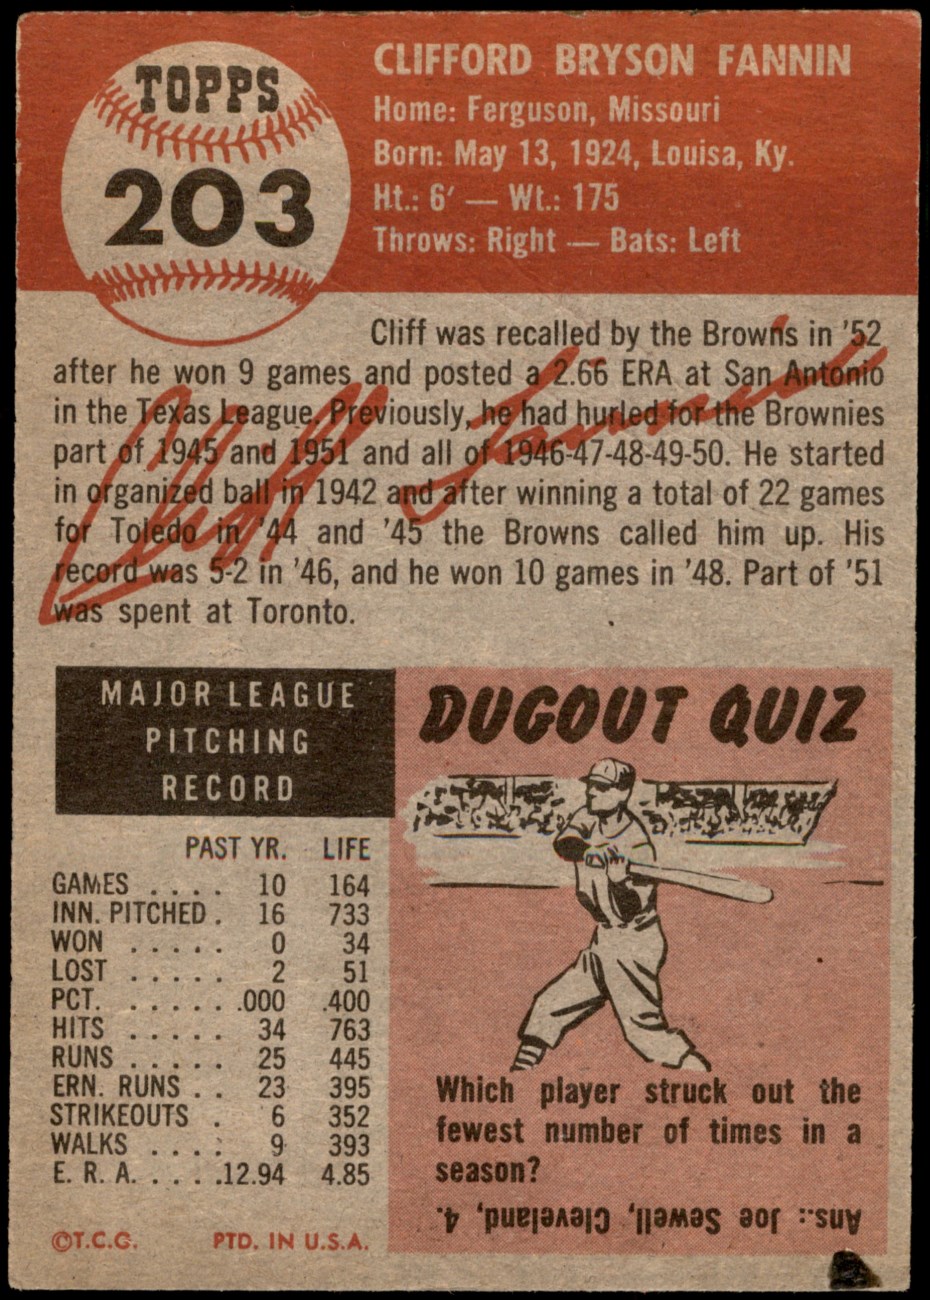 TOPPS
203
CLIFFORD BRYSON FANNIN
Home: Ferguson, Missouri
Born: May 13, 1924, Louisa, Ky.
Ht.: 6′ — Wt.: 175
Throws: Right — Bats: Left
Cliff was recalled by the Browns in '52
after he won 9 games and posted a 2.66 ERA at San Antonio
in the Texas League. Previously, he had hurled for the Brownies
part of 1945 and 1951 and all of 1946-47-48-49-50. He started
in organized ball in 1942 and after winning a total of 22 games
for Toledo in '44 and '45 the Browns called him up. His
record was 5-2 in '46, and he won 10 games in '48. Part of '51
was spent at Toronto.
Cliff Fannin
MAJOR LEAGUE
PITCHING
RECORD
PAST YR. LIFE
GAMES . . . . 10 164
INN. PITCHED . 16 733
WON . . . . . 0 34
LOST . . . . . 2 51
PCT. . . . . . .000 .400
HITS . . . . . 34 763
RUNS . . . . . 25 445
ERN. RUNS . . 23 395
STRIKEOUTS . 6 352
WALKS . . . . 9 393
E. R. A. . . . .12.94 4.85
©T.C.G. PTD. IN U.S.A.
DUGOUT QUIZ
Which player struck out the
fewest number of times in a
season?
Ans.: Joe Sewell, Cleveland, 4.